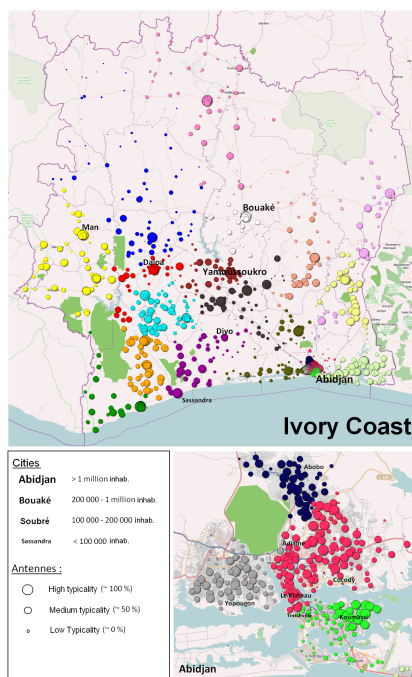 Bouaké
Man
Daloa
Yamoussoukro
Divo
Abidjan
Sassandra
Ivory Coast
Cities
Abidjan > 1 million inhab.
Bouaké 200 000 - 1 million inhab.
Soubré 100 000 - 200 000 inhab.
Sassandra < 100 000 inhab.
Antennes :
High typicality (~ 100 %)
Medium typicality (~ 50 %)
Low Typicality (~ 0 %)
Abobo
Adjamé
Cocody
Yopougon
Le Plateau
Treichville
Koumassi
Abidjan